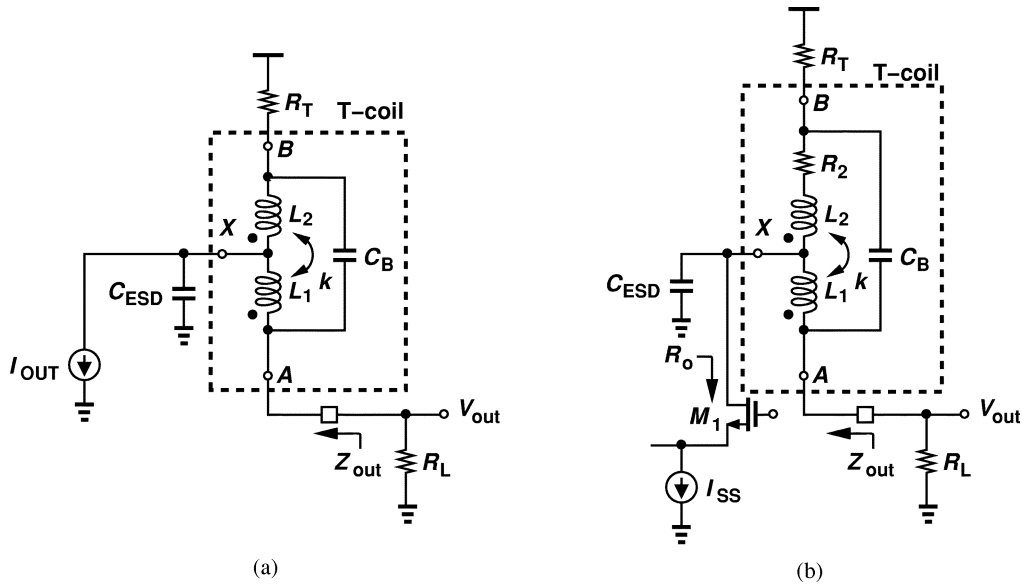 R_T
T−coil
B
X
L_2
C_B
k
L_1
C_ESD
I_OUT
A
V_out
Z_out
R_L
(a)
R_T
T−coil
B
R_2
X
L_2
C_B
k
L_1
C_ESD
R_o
A
M_1
V_out
Z_out
R_L
I_SS
(b)